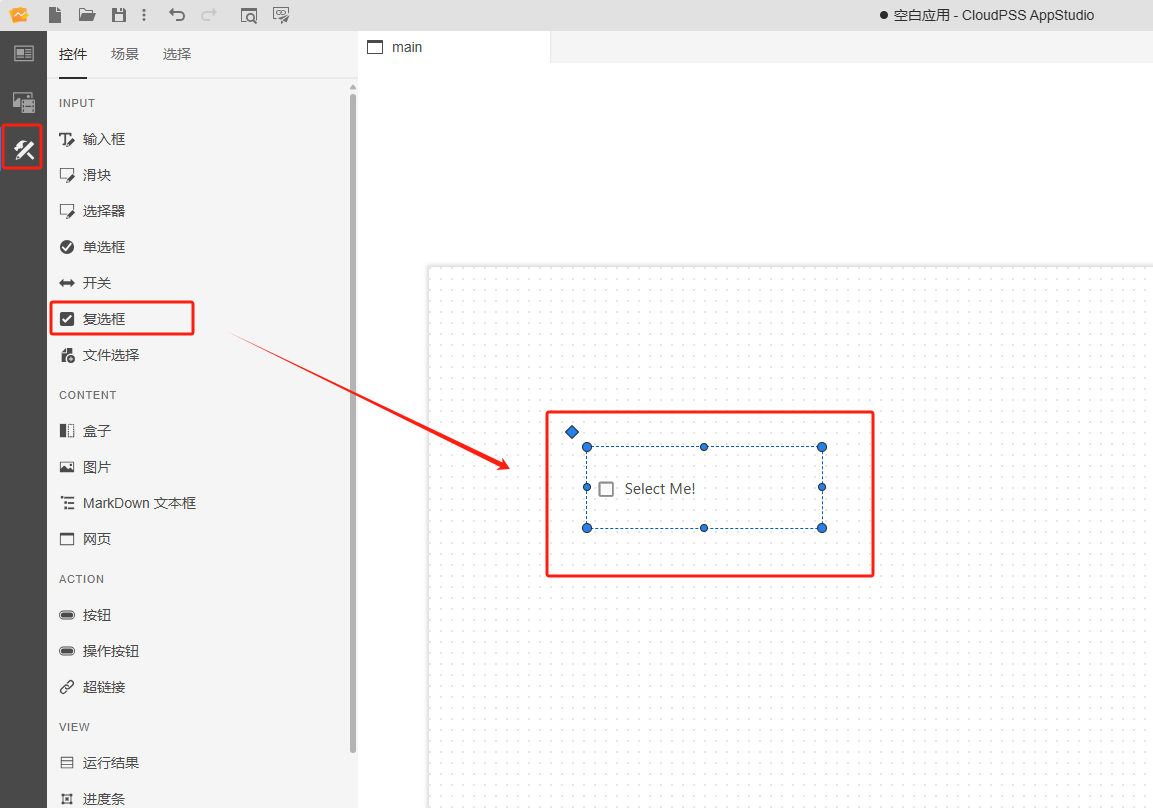 ● 空白应用 - CloudPSS AppStudio
控件 场景 选择
main
INPUT
输入框
滑块
选择器
单选框
开关
复选框
文件选择
CONTENT
盒子
图片
MarkDown 文本框
网页
ACTION
按钮
操作按钮
超链接
VIEW
运行结果
进度条
Select Me!